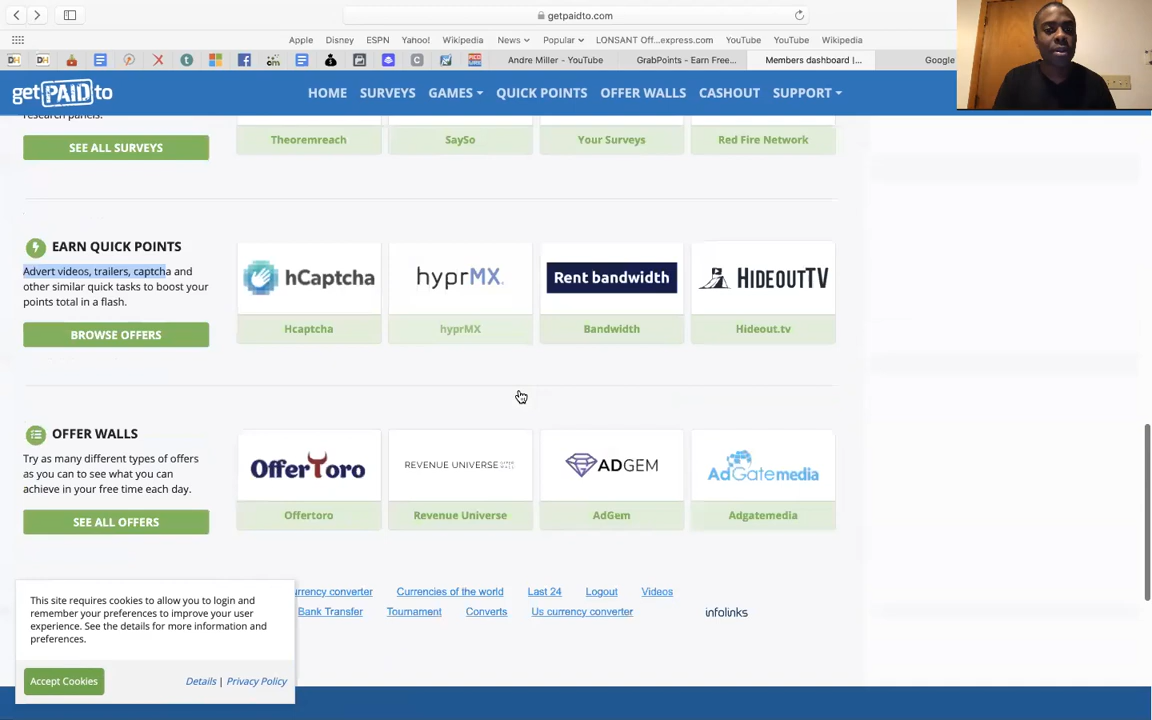 getpaidto.com
Apple Disney ESPN Yahoo! Wikipedia News Popular LONSANT Off...express.com YouTube YouTube Wikipedia
DH DH Andre Miller - YouTube GrabPoints - Earn Free... Members dashboard |... Google
getPAIDto HOME SURVEYS GAMES QUICK POINTS OFFER WALLS CASHOUT SUPPORT
research panels.
SEE ALL SURVEYS
Theoremreach SaySo Your Surveys Red Fire Network
EARN QUICK POINTS
Advert videos, trailers, captcha and
other similar quick tasks to boost your
points total in a flash.
BROWSE OFFERS
hCaptcha hyprMX. Rent bandwidth HIDEOUTTV
Hcaptcha hyprMX Bandwidth Hideout.tv
OFFER WALLS
Try as many different types of offers
as you can to see what you can
achieve in your free time each day.
SEE ALL OFFERS
OFFERTORO REVENUE UNIVERSE ADGEM AdGatemedia
Offertoro Revenue Universe AdGem Adgatemedia
currency converter Currencies of the world Last 24 Logout Videos
Bank Transfer Tournament Converts Us currency converter infolinks
This site requires cookies to allow you to login and
remember your preferences to improve your user
experience. See the details for more information and
preferences.
Accept Cookies Details | Privacy Policy